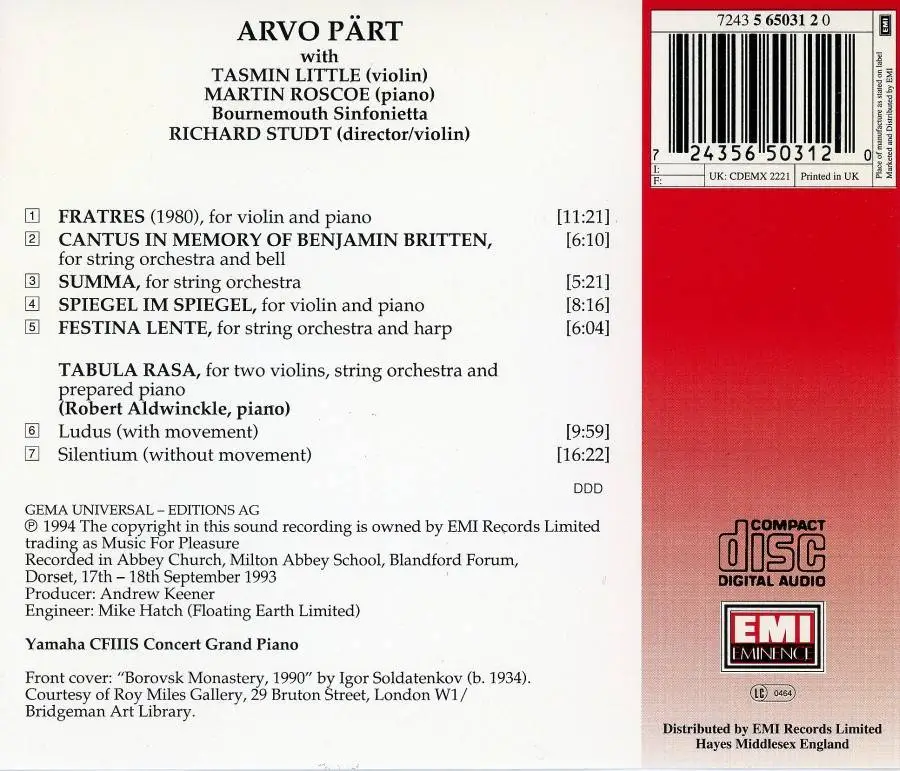 ARVO PÄRT
with
TASMIN LITTLE (violin)
MARTIN ROSCOE (piano)
Bournemouth Sinfonietta
RICHARD STUDT (director/violin)
1 FRATRES (1980), for violin and piano [11:21]
2 CANTUS IN MEMORY OF BENJAMIN BRITTEN, [6:10]
for string orchestra and bell
3 SUMMA, for string orchestra [5:21]
4 SPIEGEL IM SPIEGEL, for violin and piano [8:16]
5 FESTINA LENTE, for string orchestra and harp [6:04]
TABULA RASA, for two violins, string orchestra and
prepared piano
(Robert Aldwinckle, piano)
6 Ludus (with movement) [9:59]
7 Silentium (without movement) [16:22]
DDD
GEMA UNIVERSAL – EDITIONS AG
℗ 1994 The copyright in this sound recording is owned by EMI Records Limited
trading as Music For Pleasure
Recorded in Abbey Church, Milton Abbey School, Blandford Forum,
Dorset, 17th – 18th September 1993
Producer: Andrew Keener
Engineer: Mike Hatch (Floating Earth Limited)
Yamaha CFIIIS Concert Grand Piano
Front cover: “Borovsk Monastery, 1990” by Igor Soldatenkov (b. 1934).
Courtesy of Roy Miles Gallery, 29 Bruton Street, London W1/
Bridgeman Art Library.
7243 5 65031 2 0
7 24356 50312 0
I:
F:
UK: CDEMX 2221
Printed in UK
EMI
Place of manufacture as stated on label
Marketed and Distributed by EMI
COMPACT
disc
DIGITAL AUDIO
EMI
EMINENCE
LC 0464
Distributed by EMI Records Limited
Hayes Middlesex England